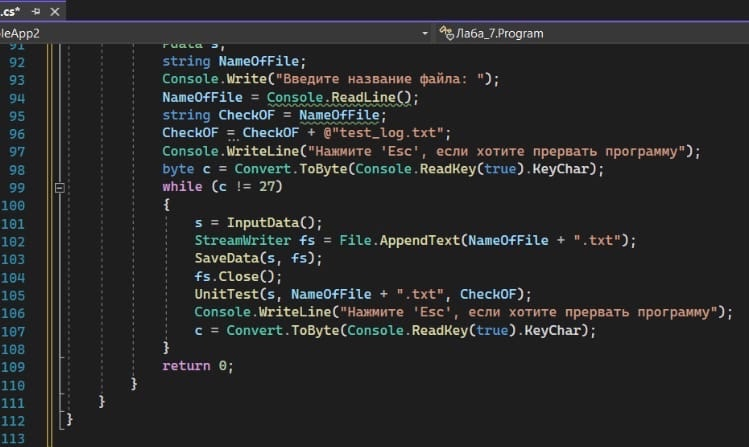 .cs*
leApp2
Ла6а_7.Program
91 Pdata s;
92 string NameOfFile;
93 Console.Write("Введите название файла: ");
94 NameOfFile = Console.ReadLine();
95 string CheckOF = NameOfFile;
96 CheckOF = CheckOF + @"test_log.txt";
97 Console.WriteLine("Нажмите 'Esc', если хотите прервать программу");
98 byte c = Convert.ToByte(Console.ReadKey(true).KeyChar);
99 while (c != 27)
100 {
101 s = InputData();
102 StreamWriter fs = File.AppendText(NameOfFile + ".txt");
103 SaveData(s, fs);
104 fs.Close();
105 UnitTest(s, NameOfFile + ".txt", CheckOF);
106 Console.WriteLine("Нажмите 'Esc', если хотите прервать программу");
107 c = Convert.ToByte(Console.ReadKey(true).KeyChar);
108 }
109 return 0;
110 }
111 }
112 }
113